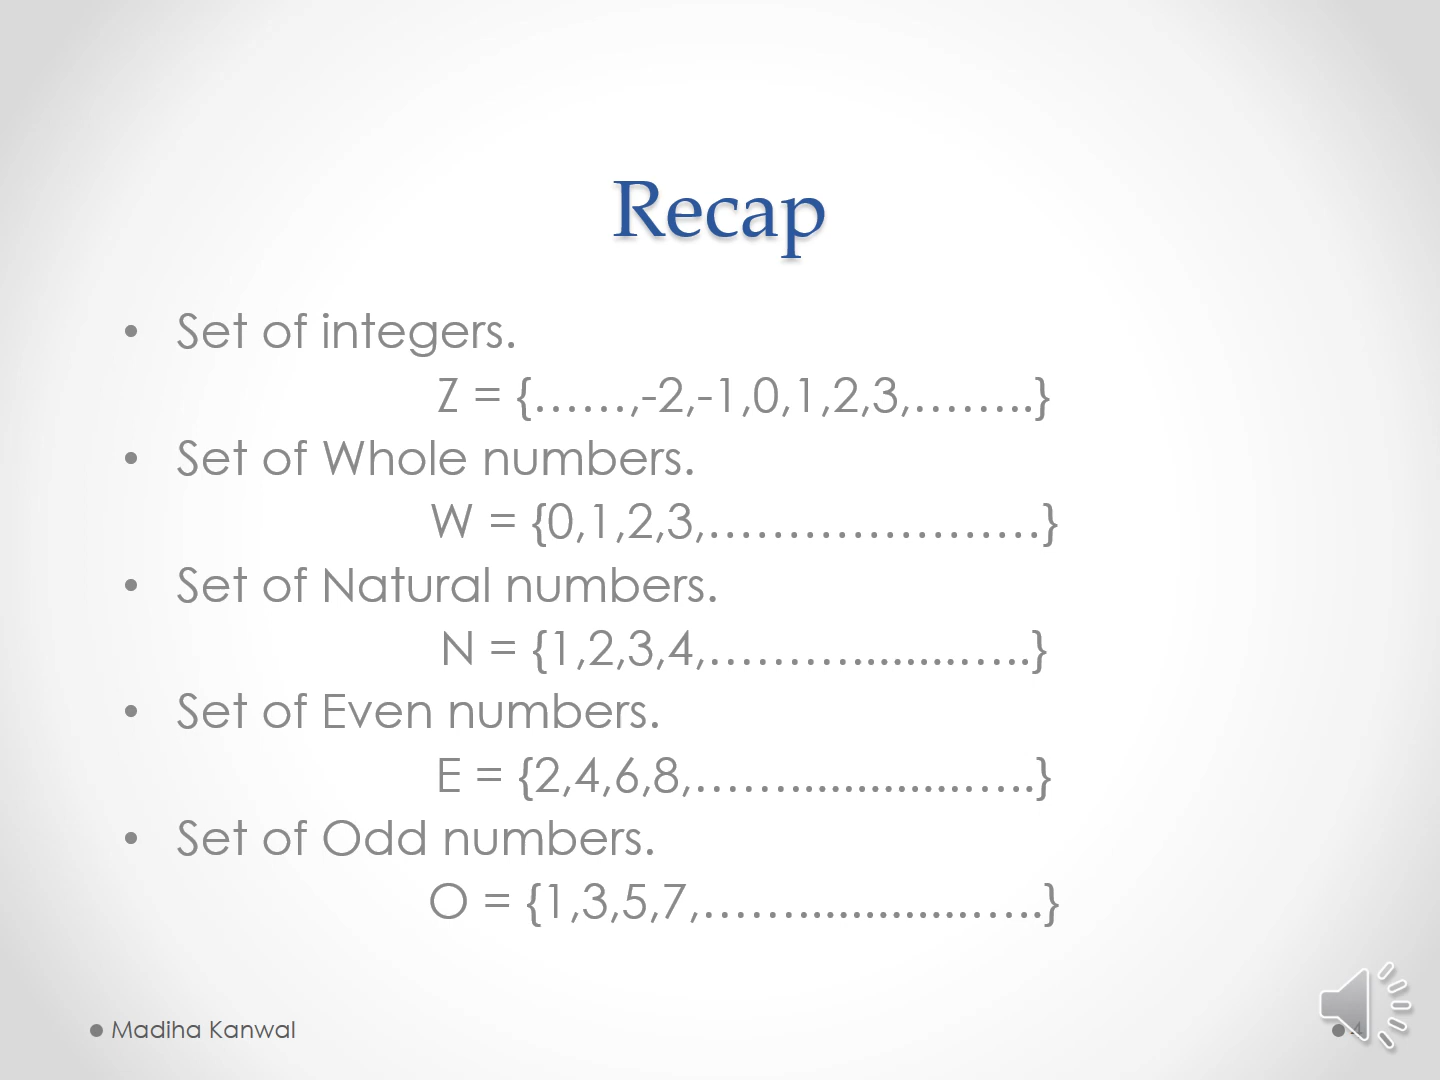 Recap
• Set of integers.
Z = {……,-2,-1,0,1,2,3,……..}
• Set of Whole numbers.
W = {0,1,2,3,…………………}
• Set of Natural numbers.
N = {1,2,3,4,……….......…..}
• Set of Even numbers.
E = {2,4,6,8,……..........…….}
• Set of Odd numbers.
O = {1,3,5,7,……..........…….}
• Madiha Kanwal
• 4